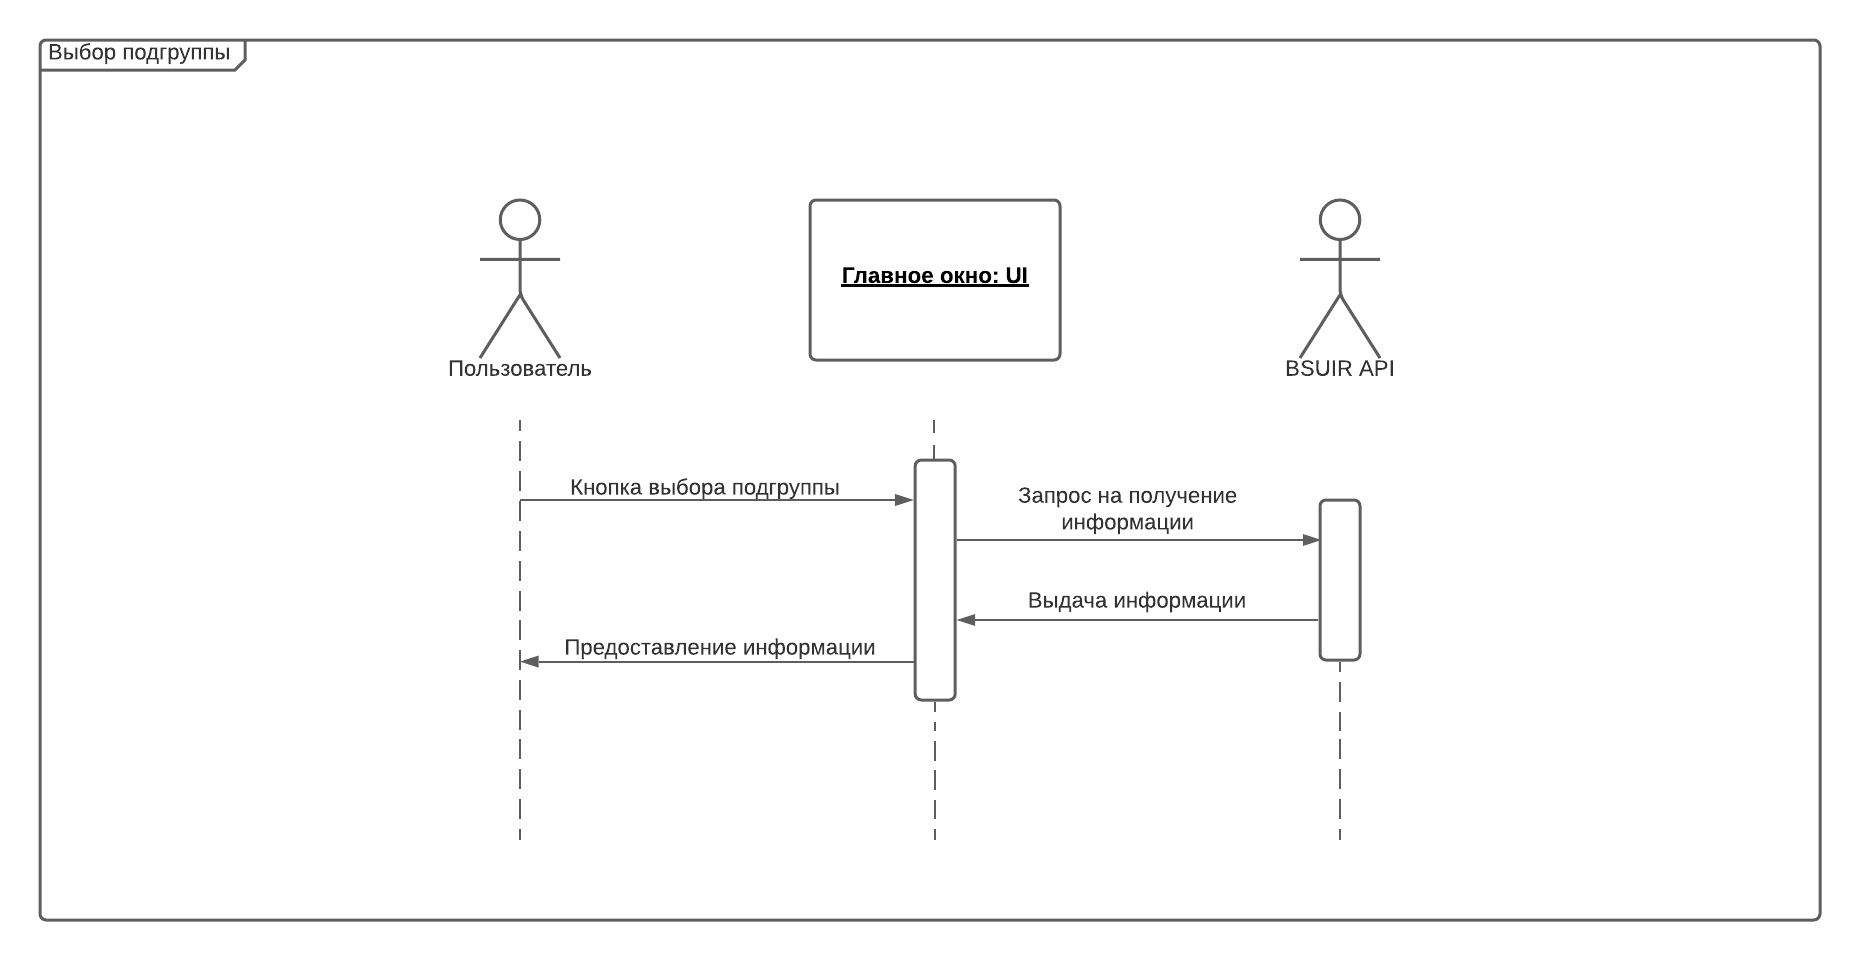 Выбор подгруппы
Главное окно: UI
Пользователь
BSUIR API
Кнопка выбора подгруппы
Запрос на получение
информации
Выдача информации
Предоставление информации